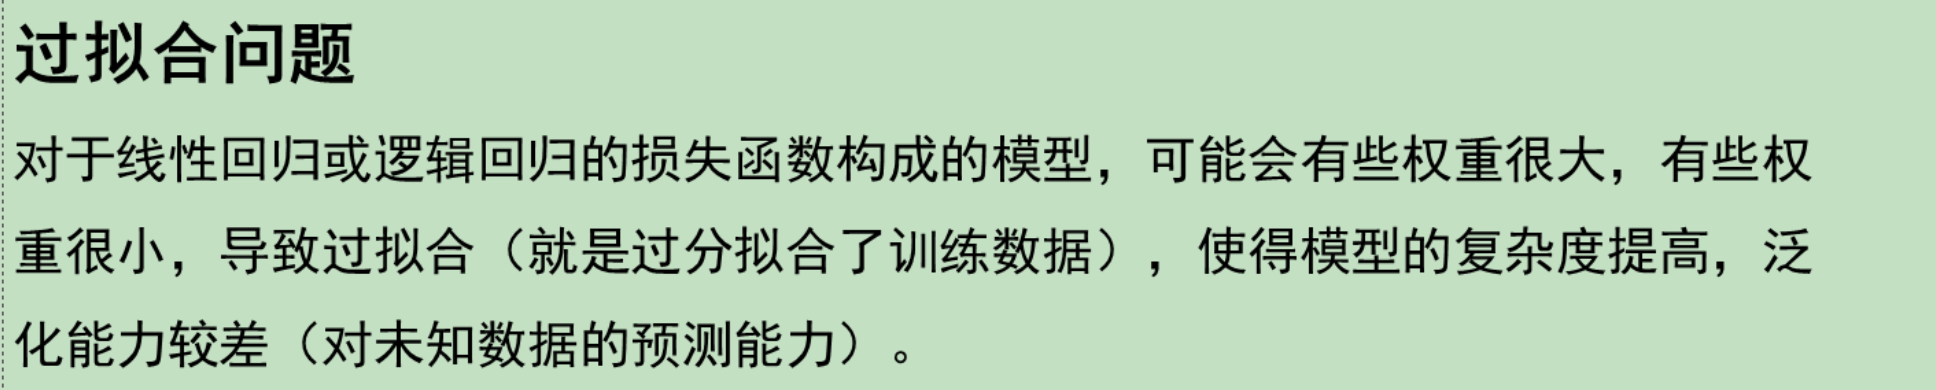 过拟合问题
对于线性回归或逻辑回归的损失函数构成的模型，可能会有些权重很大，有些权
重很小，导致过拟合（就是过分拟合了训练数据），使得模型的复杂度提高，泛
化能力较差（对未知数据的预测能力）。